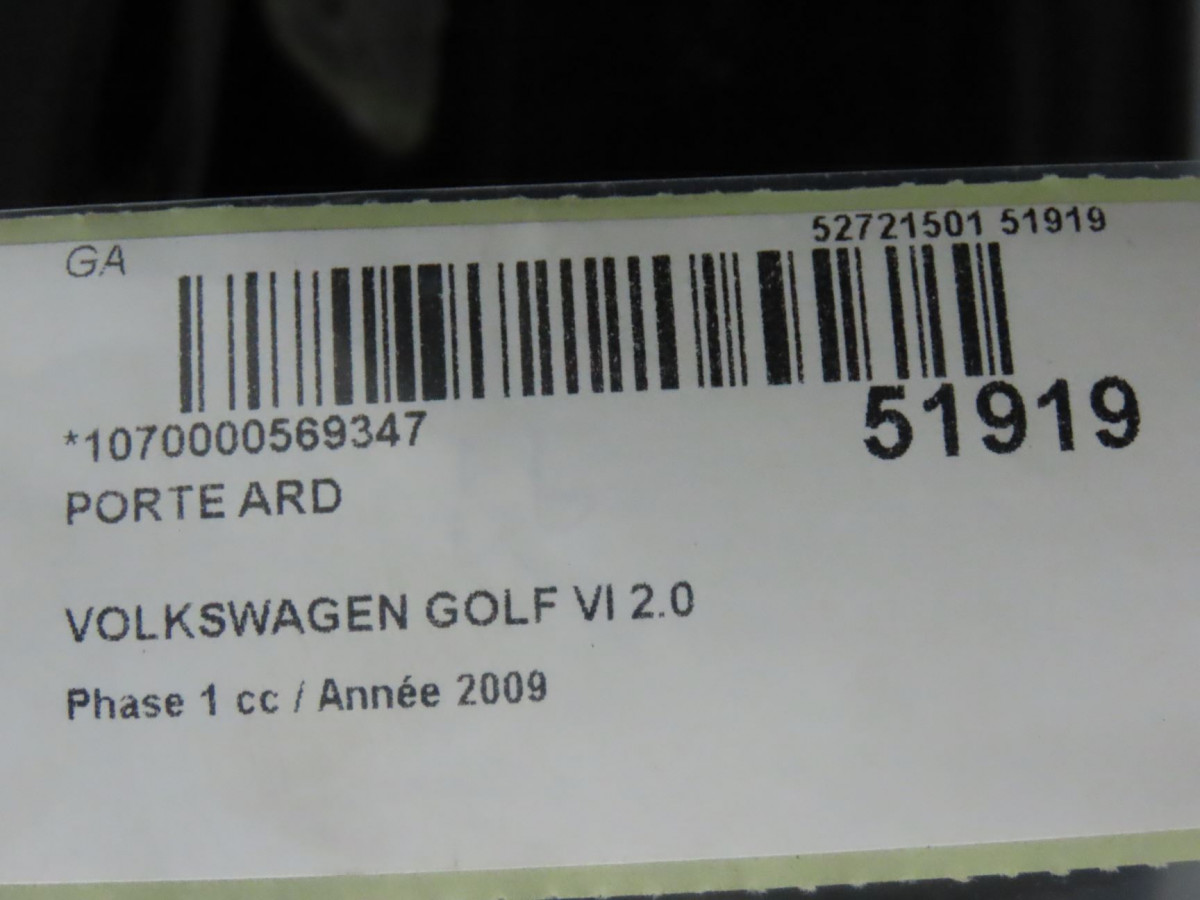 52721501 51919
GA
51919
*1070000569347
PORTE ARD
VOLKSWAGEN GOLF VI 2.0
Phase 1 cc / Année 2009